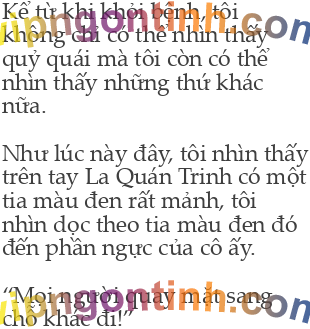 Kể từ khi khỏi bệnh, tôi
không chỉ có thể nhìn thấy
quỷ quái mà tôi còn có thể
nhìn thấy những thứ khác
nữa.
Như lúc này đây, tôi nhìn thấy
trên tay La Quán Trinh có một
tia màu đen rất mảnh, tôi
nhìn dọc theo tia màu đen đó
đến phần ngực của cô ấy.
“Mọi người quay mặt sang
chỗ khác đi!”
vipngontinh.com
vipngontinh.com